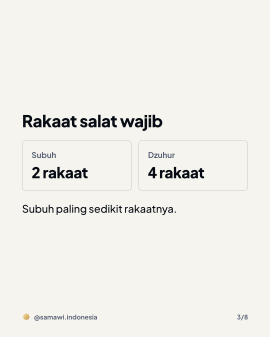 Rakaat salat wajib
Subuh
2 rakaat
Dzuhur
4 rakaat
Subuh paling sedikit rakaatnya.
@samawi.indonesia
3/8